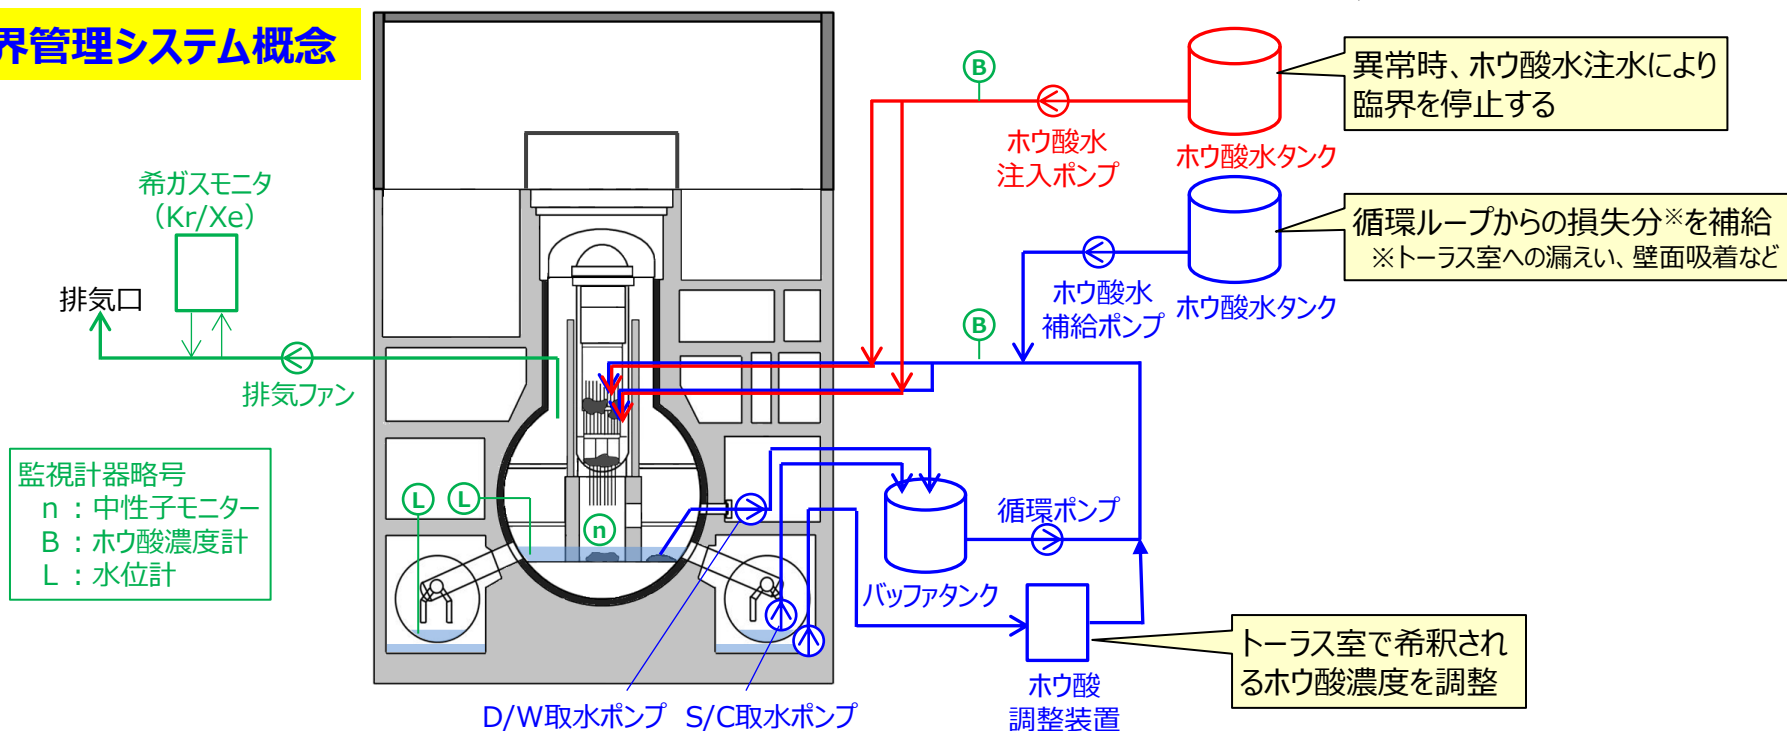 界管理システム概念
B
異常時、ホウ酸水注水により
臨界を停止する
ホウ酸水
注入ポンプ
ホウ酸水タンク
希ガスモニタ
（Kr/Xe）
循環ループからの損失分※を補給
※トーラス室への漏えい、壁面吸着など
排気口
ホウ酸水
補給ポンプ
ホウ酸水タンク
B
排気ファン
監視計器略号
n：中性子モニター
B：ホウ酸濃度計
L：水位計
L
L
n
循環ポンプ
バッファタンク
トーラス室で希釈され
るホウ酸濃度を調整
ホウ酸
調整装置
D/W取水ポンプ
S/C取水ポンプ